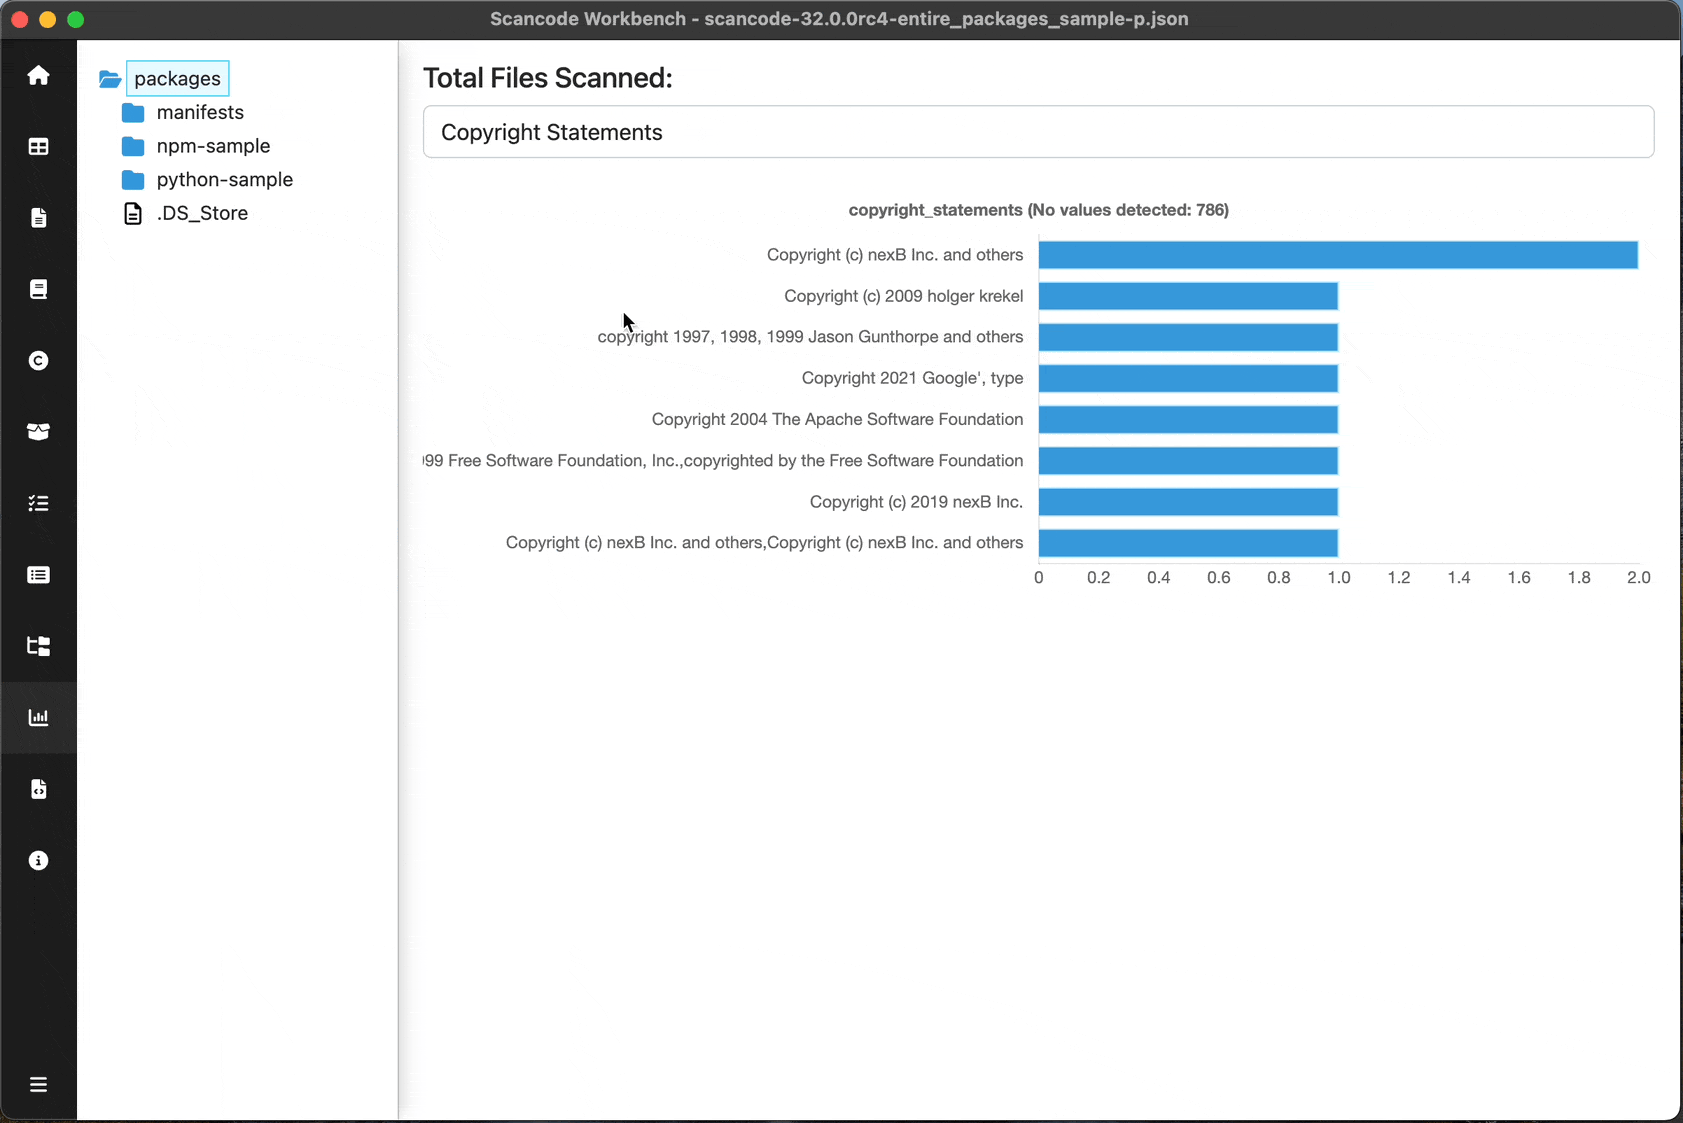 Scancode Workbench - scancode-32.0.0rc4-entire_packages_sample-p.json
packages
manifests
npm-sample
python-sample
.DS_Store
Total Files Scanned:
Copyright Statements
copyright_statements (No values detected: 786)
Copyright (c) nexB Inc. and others
Copyright (c) 2009 holger krekel
copyright 1997, 1998, 1999 Jason Gunthorpe and others
Copyright 2021 Google', type
Copyright 2004 The Apache Software Foundation
99 Free Software Foundation, Inc.,copyrighted by the Free Software Foundation
Copyright (c) 2019 nexB Inc.
Copyright (c) nexB Inc. and others,Copyright (c) nexB Inc. and others
0 0.2 0.4 0.6 0.8 1.0 1.2 1.4 1.6 1.8 2.0